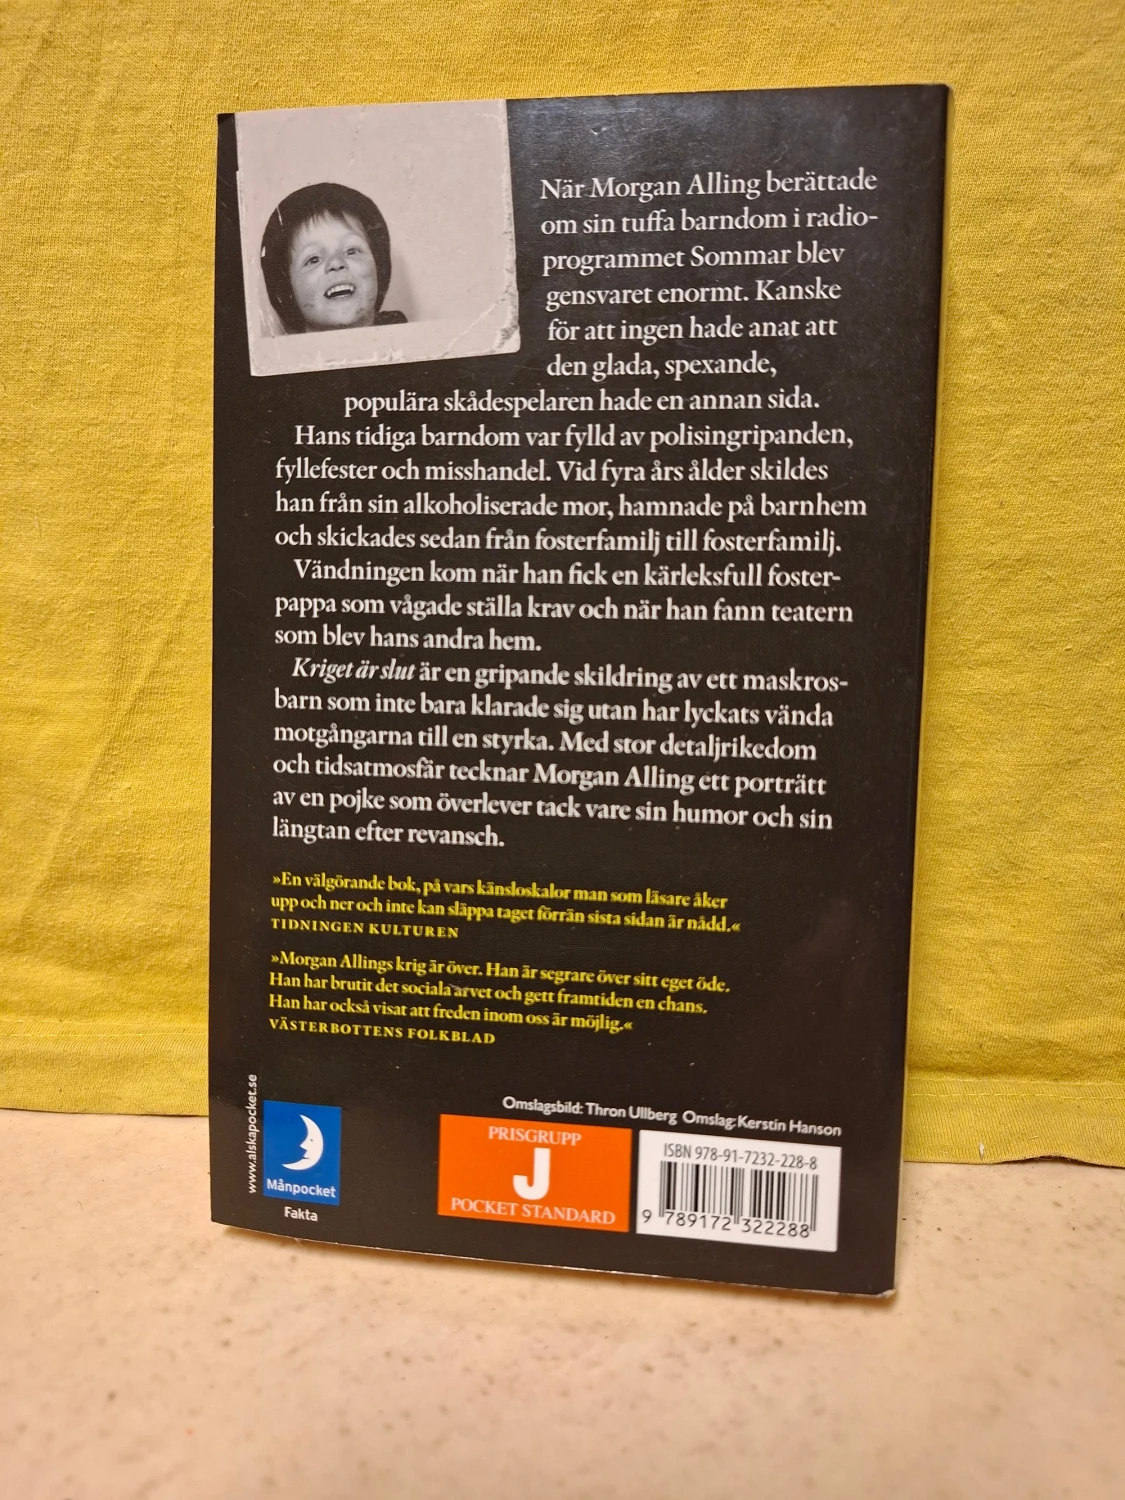 När Morgan Alling berättade
om sin tuffa barndom i radio-
programmet Sommar blev
gensvaret enormt. Kanske
för att ingen hade anat att
den glada, spexande,
populära skådespelaren hade en annan sida.
Hans tidiga barndom var fylld av polisingripanden,
fyllefester och misshandel. Vid fyra års ålder skildes
han från sin alkoholiserade mor, hamnade på barnhem
och skickades sedan från fosterfamilj till fosterfamilj.
Vändningen kom när han fick en kärleksfull foster-
pappa som vågade ställa krav och när han fann teatern
som blev hans andra hem.
Kriget är slut är en gripande skildring av ett maskros-
barn som inte bara klarade sig utan har lyckats vända
motgångarna till en styrka. Med stor detaljrikedom
och tidsatmosfär tecknar Morgan Alling ett porträtt
av en pojke som överlever tack vare sin humor och sin
längtan efter revansch.
»En välgörande bok, på vars känsloskalor man som läsare åker
upp och ner och inte kan släppa taget förrän sista sidan är nådd.«
TIDNINGEN KULTUREN
»Morgan Allings krig är över. Han är segrare över sitt eget öde.
Han har brutit det sociala arvet och gett framtiden en chans.
Han har också visat att freden inom oss är möjlig.«
VÄSTERBOTTENS FOLKBLAD
www.alskapocket.se
Månpocket
Fakta
Omslagsbild: Thron Ullberg Omslag: Kerstin Hanson
PRISGRUPP
J
POCKET STANDARD
ISBN 978-91-7232-228-8
9 789172 322288